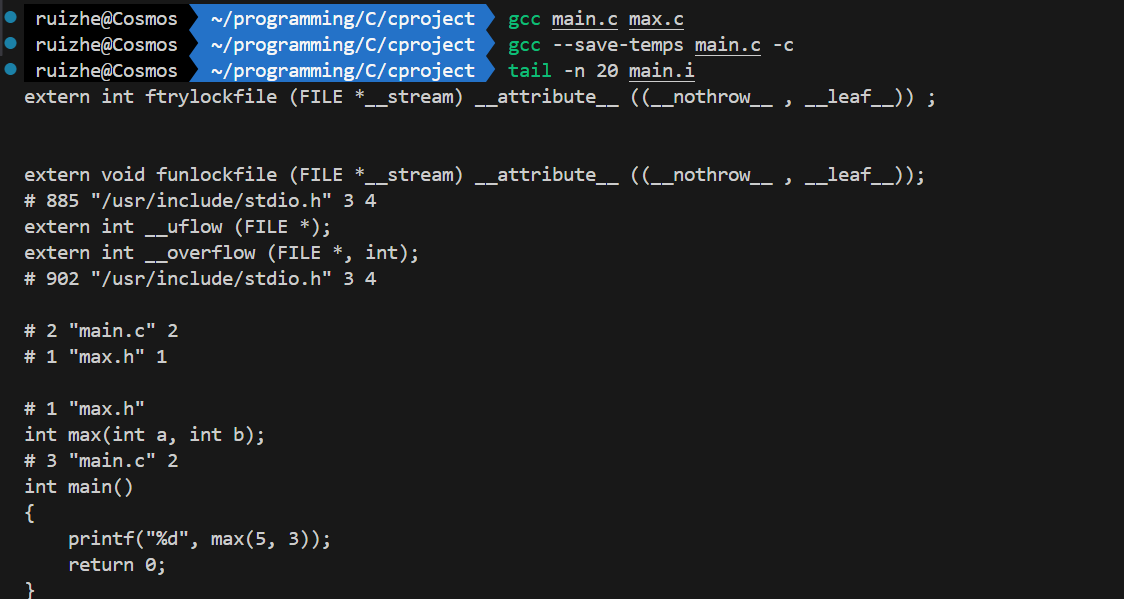 ruizhe@Cosmos ~/programming/C/cproject gcc main.c max.c
ruizhe@Cosmos ~/programming/C/cproject gcc --save-temps main.c -c
ruizhe@Cosmos ~/programming/C/cproject tail -n 20 main.i
extern int ftrylockfile (FILE *__stream) __attribute__ ((__nothrow__ , __leaf__)) ;
extern void funlockfile (FILE *__stream) __attribute__ ((__nothrow__ , __leaf__));
# 885 "/usr/include/stdio.h" 3 4
extern int __uflow (FILE *);
extern int __overflow (FILE *, int);
# 902 "/usr/include/stdio.h" 3 4
# 2 "main.c" 2
# 1 "max.h" 1
# 1 "max.h"
int max(int a, int b);
# 3 "main.c" 2
int main()
{
    printf("%d", max(5, 3));
    return 0;
}